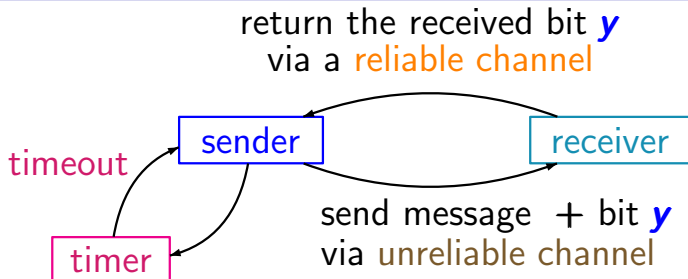 return the received bit y
via a reliable channel
sender
receiver
timeout
send message + bit y
via unreliable channel
timer